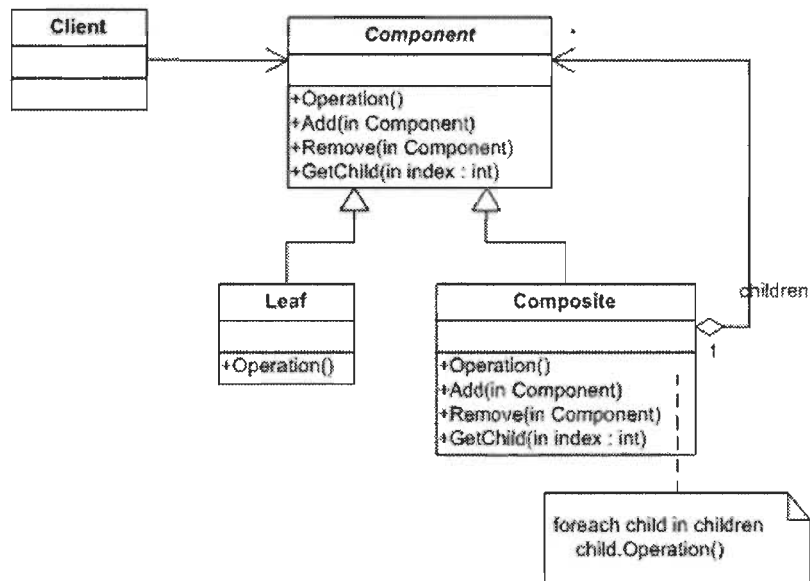 Client
Component
*
+Operation()
+Add(in Component)
+Remove(in Component)
+GetChild(in index : int)
Leaf
+Operation()
Composite
+Operation()
+Add(in Component)
+Remove(in Component)
+GetChild(in index : int)
children
1
foreach child in children
child.Operation()